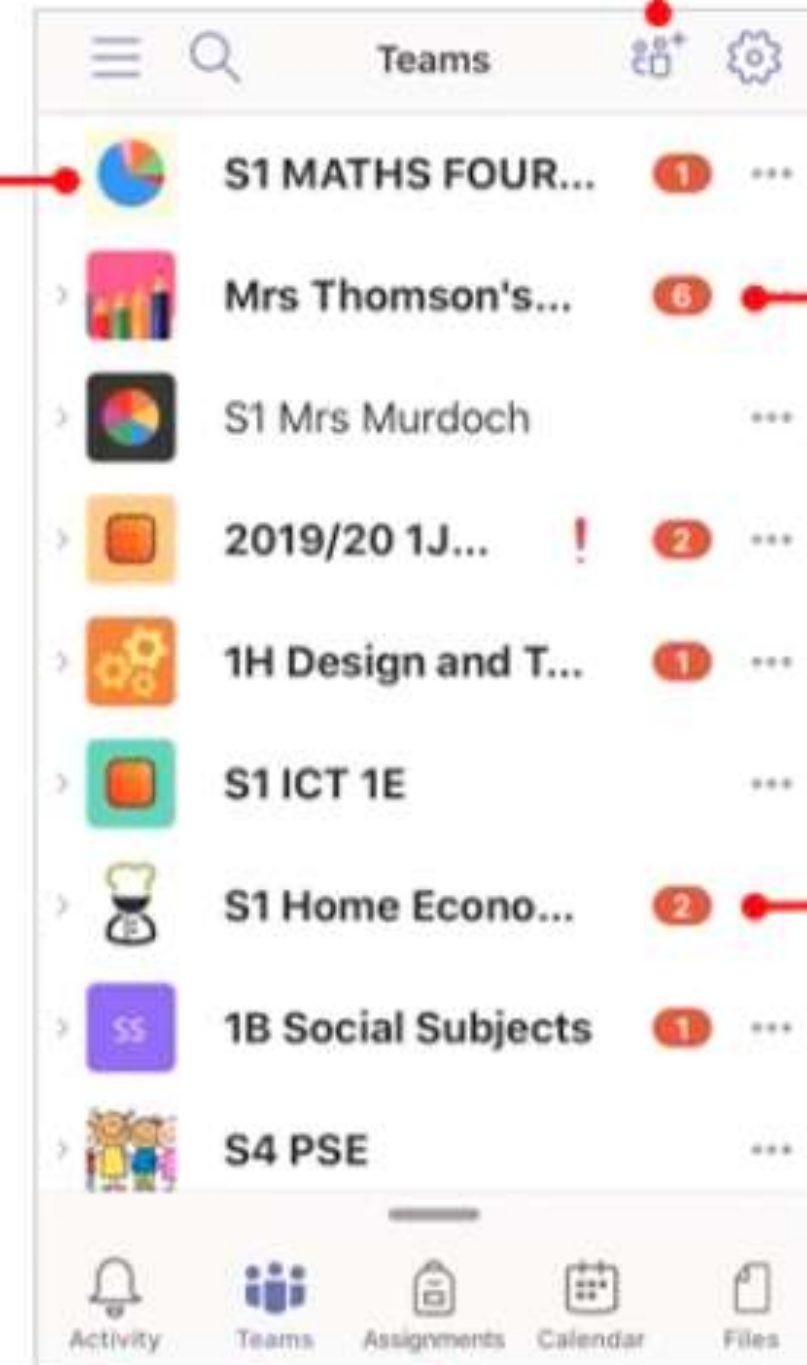 Teams
S1 MATHS FOUR... 1 ...
Mrs Thomson's... 6
S1 Mrs Murdoch ...
2019/20 1J... ❗ 2 ...
1H Design and T... 1 ...
S1 ICT 1E ...
S1 Home Econo... 2
SS 1B Social Subjects 1 ...
S4 PSE ...
Activity Teams Assignments Calendar Files